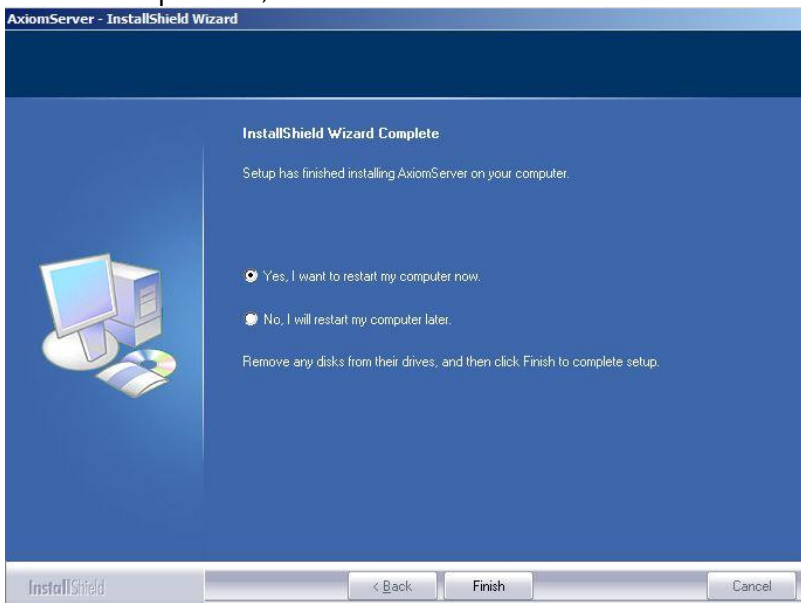 AxiomServer - InstallShield Wizard
InstallShield Wizard Complete
Setup has finished installing AxiomServer on your computer.
Yes, I want to restart my computer now.
No, I will restart my computer later.
Remove any disks from their drives, and then click Finish to complete setup.
InstallShield
< Back
Finish
Cancel